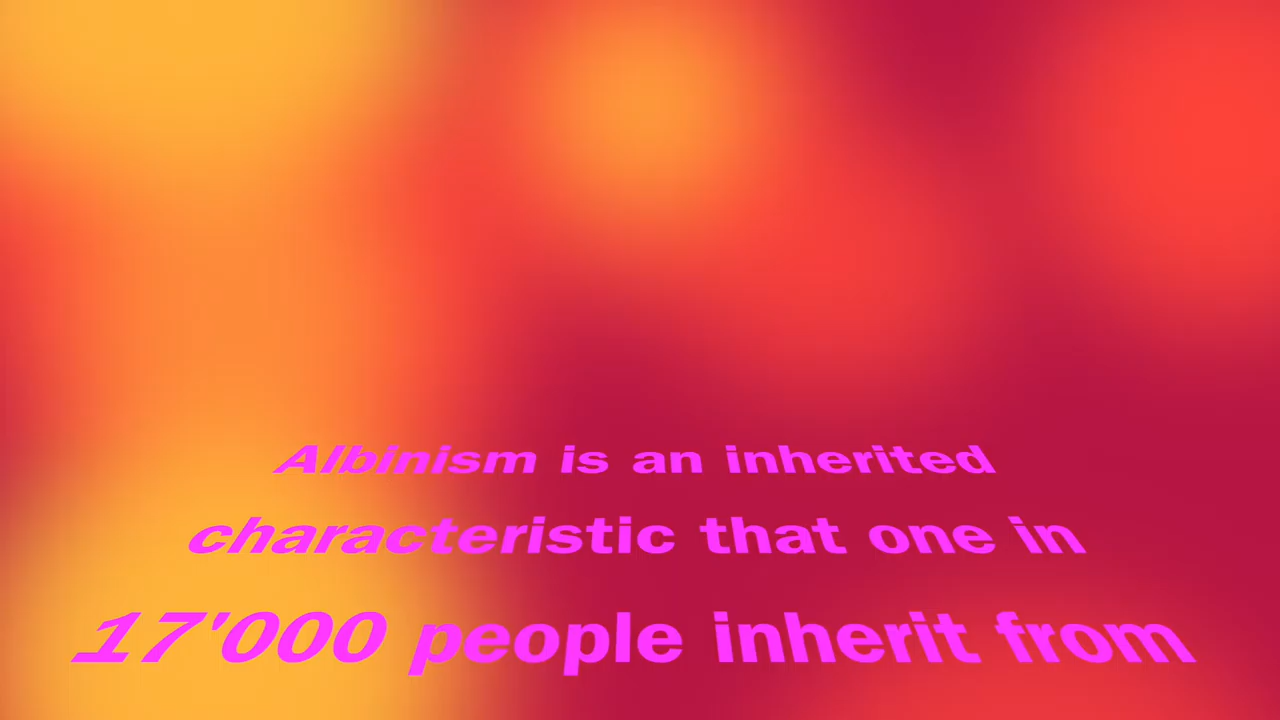 Albinism is an inherited
characteristic that one in
17'000 people inherit from